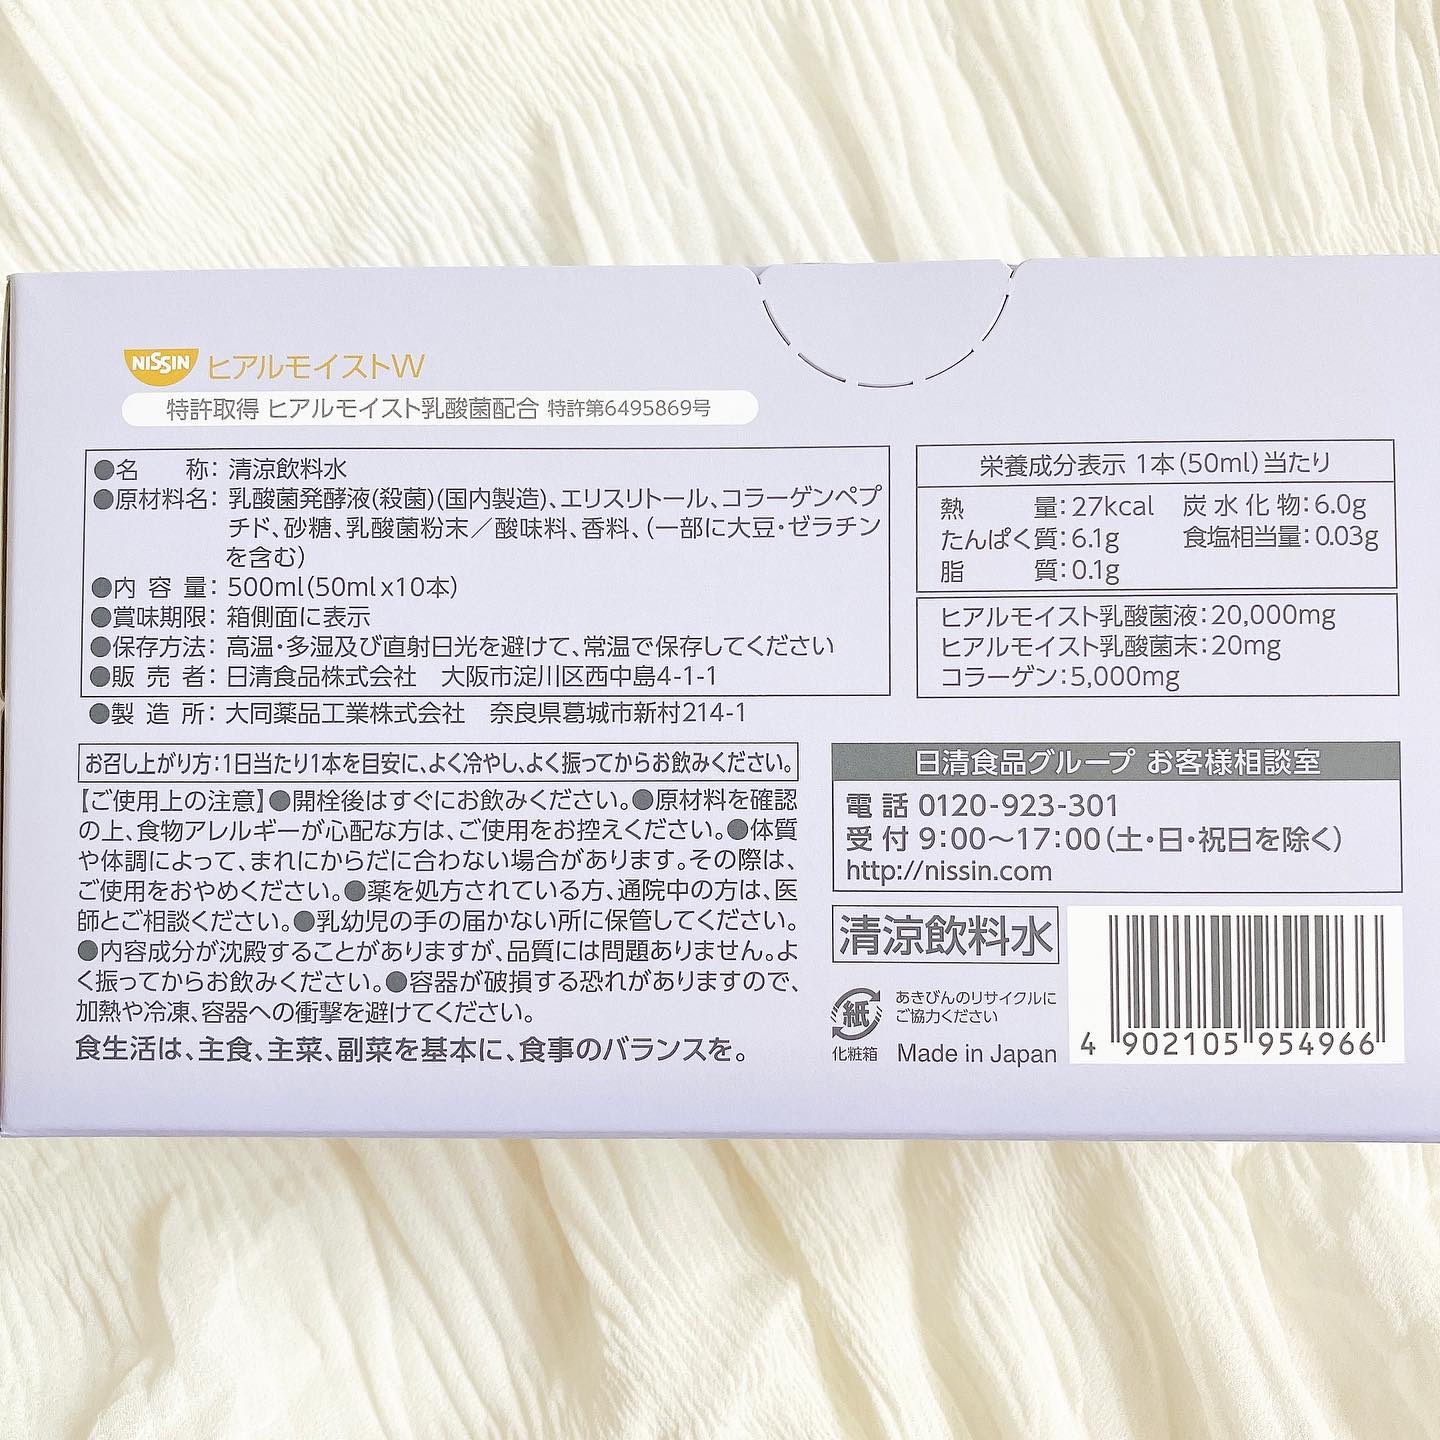 NISSIN ヒアルモイストW
特許取得 ヒアルモイスト乳酸菌配合 特許第6495869号
●名 称：清涼飲料水
●原材料名：乳酸菌発酵液(殺菌)(国内製造)、エリスリトール、コラーゲンペプ
チド、砂糖、乳酸菌粉末／酸味料、香料、(一部に大豆・ゼラチン
を含む)
●内容量：500ml(50ml x10本)
●賞味期限：箱側面に表示
●保存方法：高温・多湿及び直射日光を避けて、常温で保存してください
●販売者：日清食品株式会社 大阪市淀川区西中島4-1-1
●製造所：大同薬品工業株式会社 奈良県葛城市新村214-1
お召し上がり方：1日当たり1本を目安に、よく冷やし、よく振ってからお飲みください。
【ご使用上の注意】●開栓後はすぐにお飲みください。●原材料を確認
の上、食物アレルギーが心配な方は、ご使用をお控えください。●体質
や体調によって、まれにからだに合わない場合があります。その際は、
ご使用をおやめください。●薬を処方されている方、通院中の方は、医
師とご相談ください。●乳幼児の手の届かない所に保管してください。
●内容成分が沈殿することがありますが、品質には問題ありません。よ
く振ってからお飲みください。●容器が破損する恐れがありますので、
加熱や冷凍、容器への衝撃を避けてください。
食生活は、主食、主菜、副菜を基本に、食事のバランスを。
栄養成分表示 1本(50ml)当たり
熱 量：27kcal 炭水化物：6.0g
たんぱく質：6.1g 食塩相当量：0.03g
脂 質：0.1g
ヒアルモイスト乳酸菌液：20,000mg
ヒアルモイスト乳酸菌末：20mg
コラーゲン：5,000mg
日清食品グループ お客様相談室
電話 0120-923-301
受付 9:00〜17:00(土・日・祝日を除く)
http://nissin.com
清涼飲料水
紙
化粧箱
あきびんのリサイクルに
ご協力ください
Made in Japan
4 902105 954966